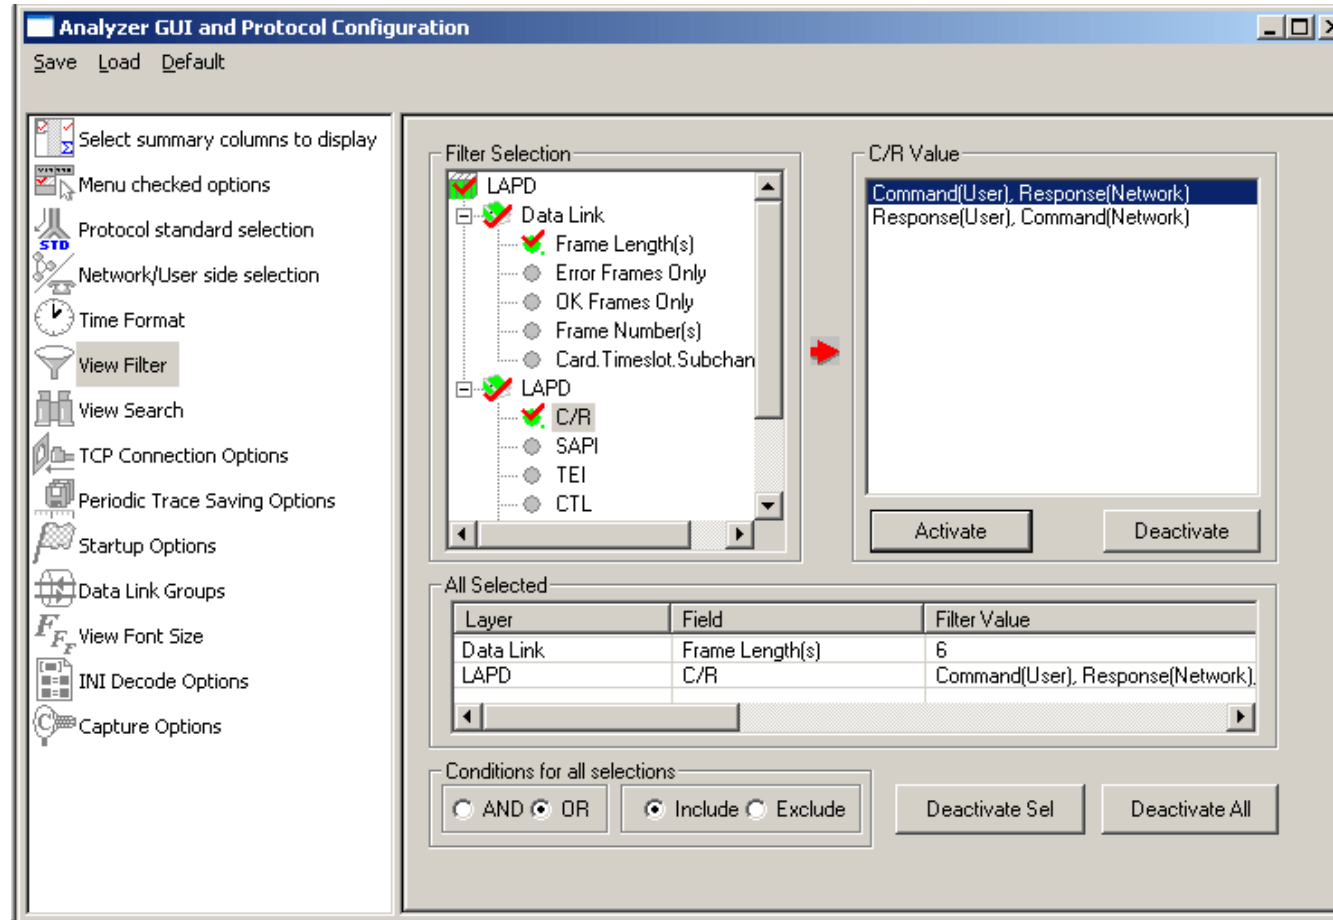 Analyzer GUI and Protocol Configuration
Save Load Default
Select summary columns to display
Menu checked options
Protocol standard selection
STD
Network/User side selection
Time Format
View Filter
View Search
TCP Connection Options
Periodic Trace Saving Options
Startup Options
Data Link Groups
View Font Size
INI Decode Options
Capture Options
Filter Selection
LAPD
Data Link
Frame Length(s)
Error Frames Only
OK Frames Only
Frame Number(s)
Card.Timeslot.Subchan
LAPD
C/R
SAPI
TEI
CTL
C/R Value
Command(User), Response(Network)
Response(User), Command(Network)
Activate Deactivate
All Selected
Layer Field Filter Value
Data Link Frame Length(s) 6
LAPD C/R Command(User), Response(Network),
Conditions for all selections
AND OR Include Exclude
Deactivate Sel Deactivate All